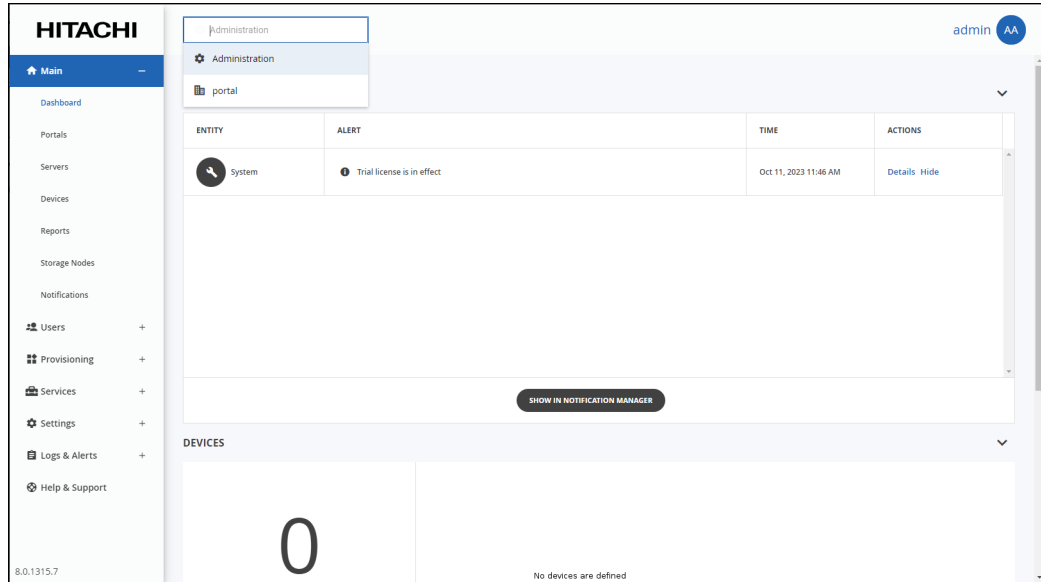 HITACHI
Administration
admin AA
Administration
portal
Main
Dashboard
Portals
Servers
Devices
Reports
Storage Nodes
Notifications
Users
Provisioning
Services
Settings
Logs & Alerts
Help & Support
8.0.1315.7
ENTITY ALERT TIME ACTIONS
System Trial license is in effect Oct 11, 2023 11:46 AM Details Hide
SHOW IN NOTIFICATION MANAGER
DEVICES
0
No devices are defined